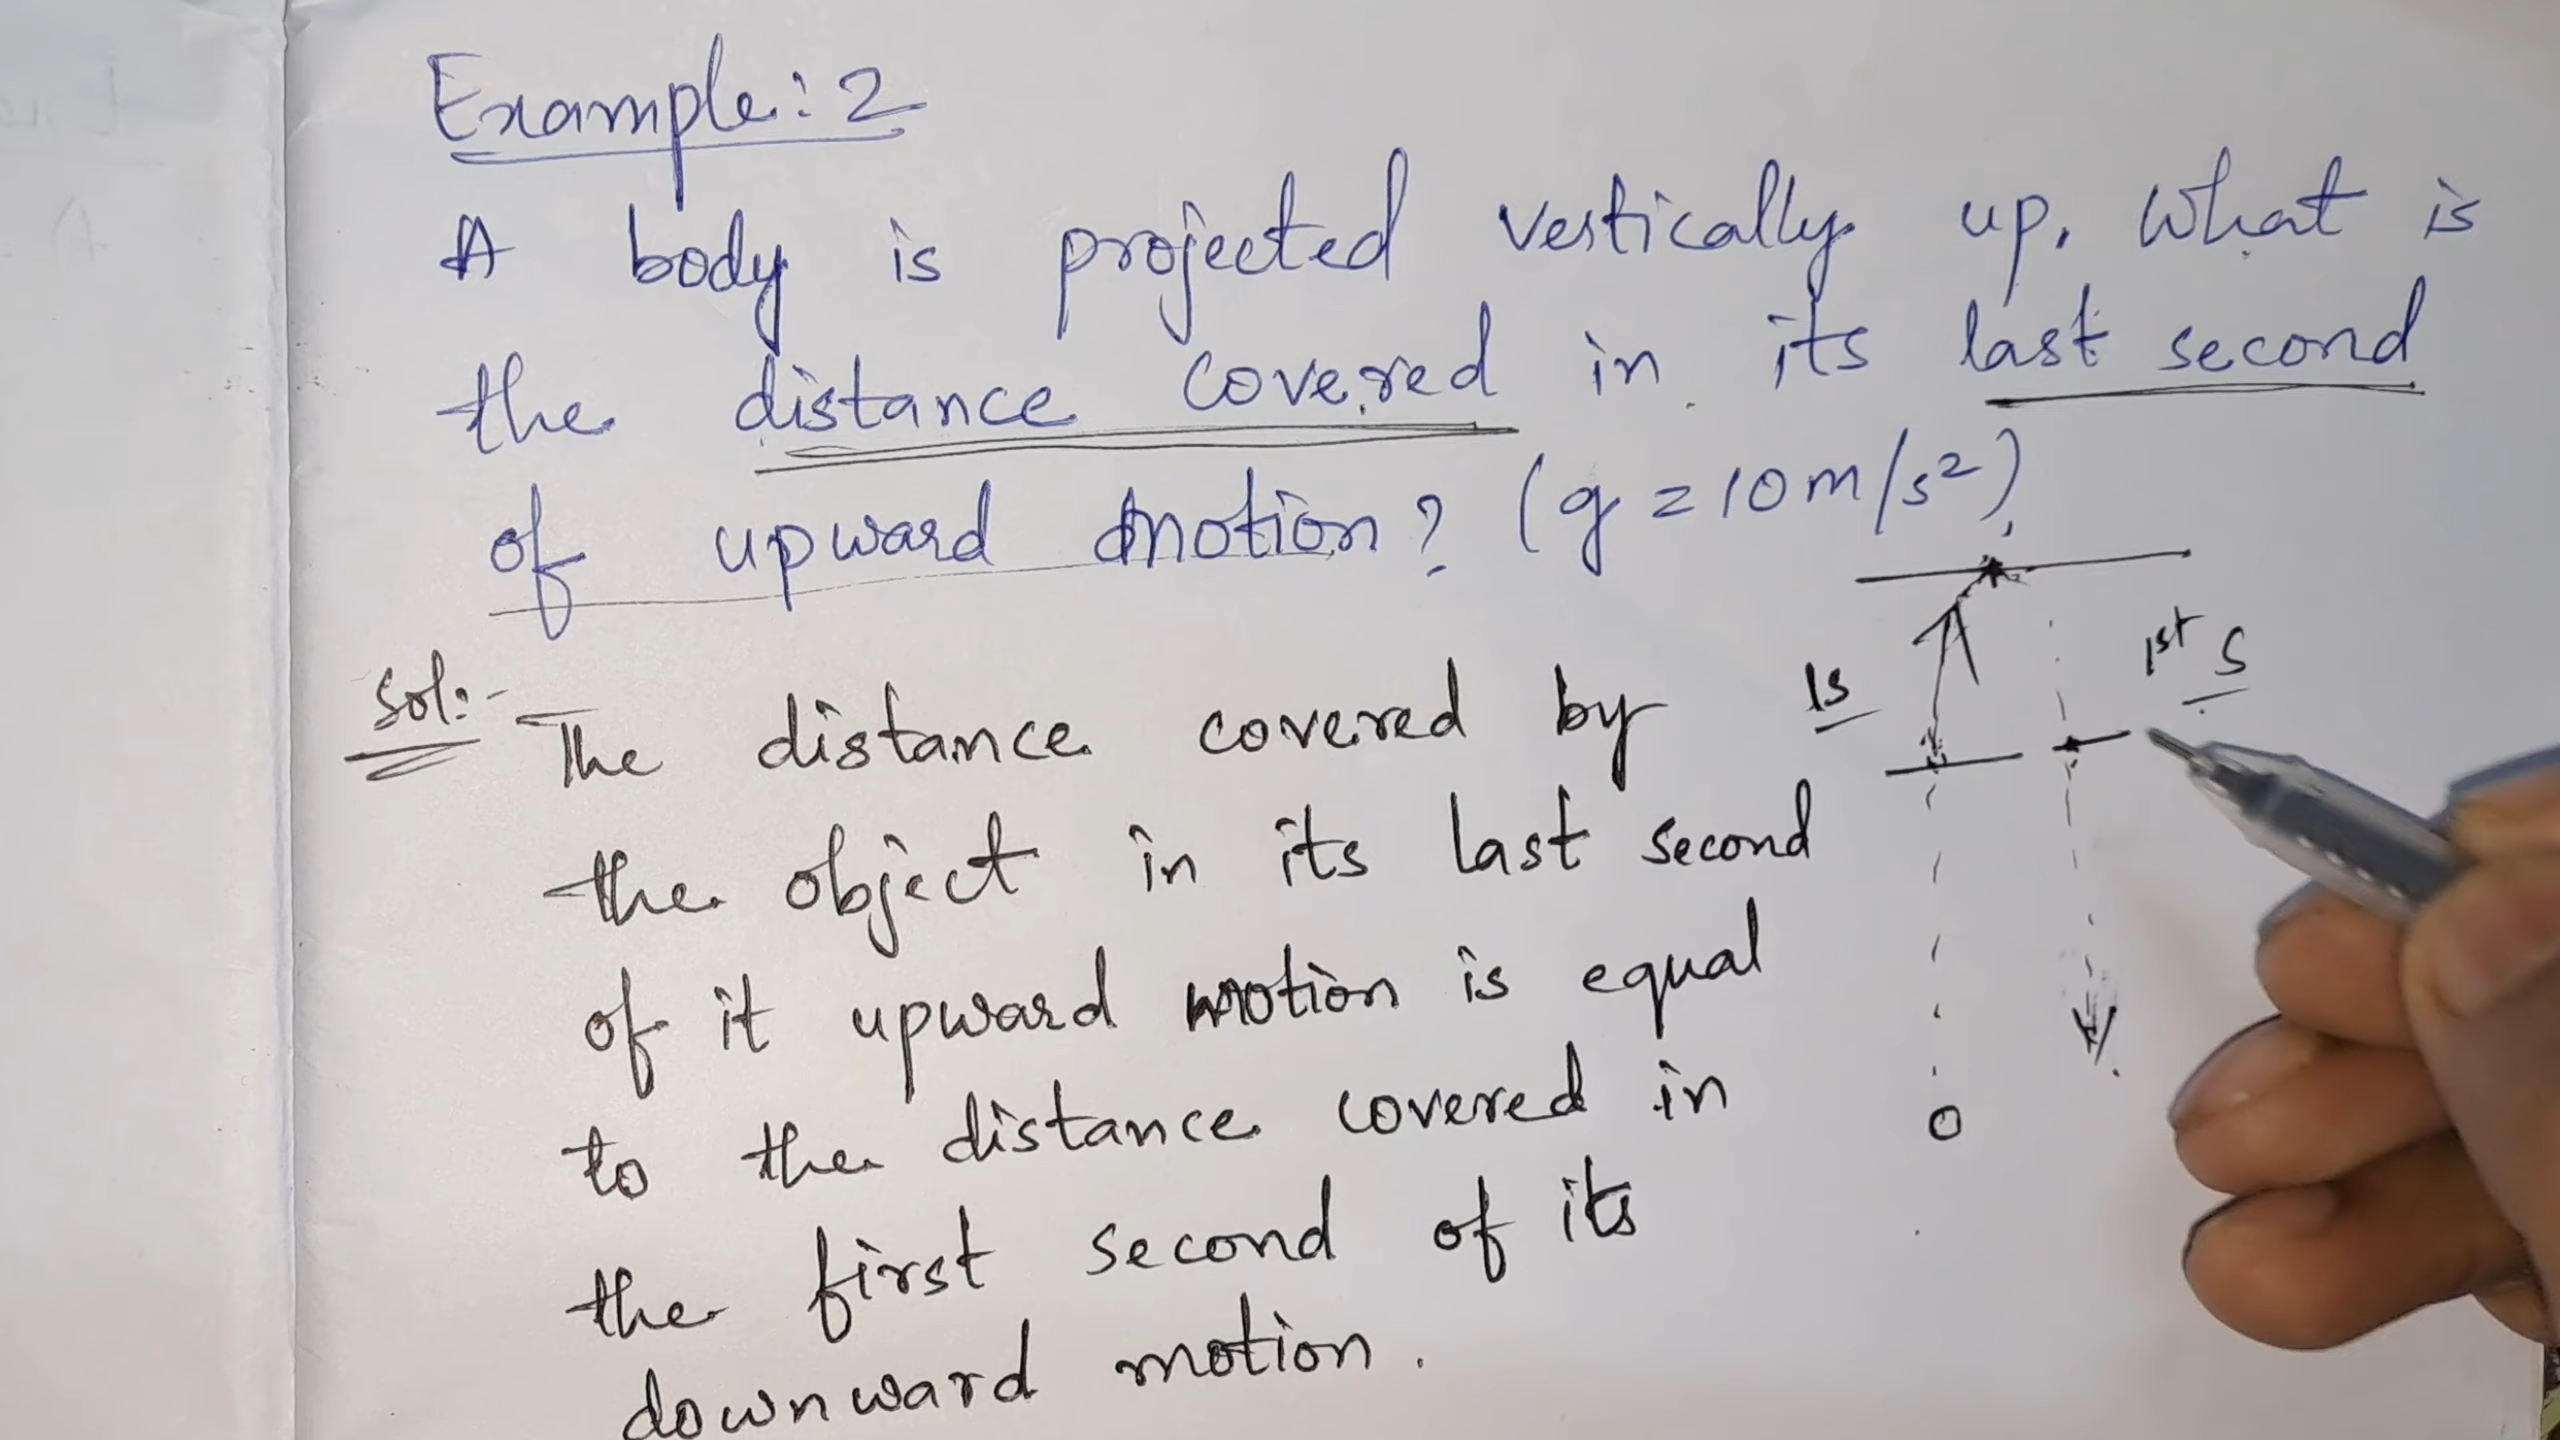 Example: 2
A body is projected vertically up. What is
the distance covered in its last second
of upward motion? (g = 10 m/s²)
Sol:- The distance covered by
the object in its last second
of it upward motion is equal
to the distance covered in
the first second of its
downward motion.
1s
1st s